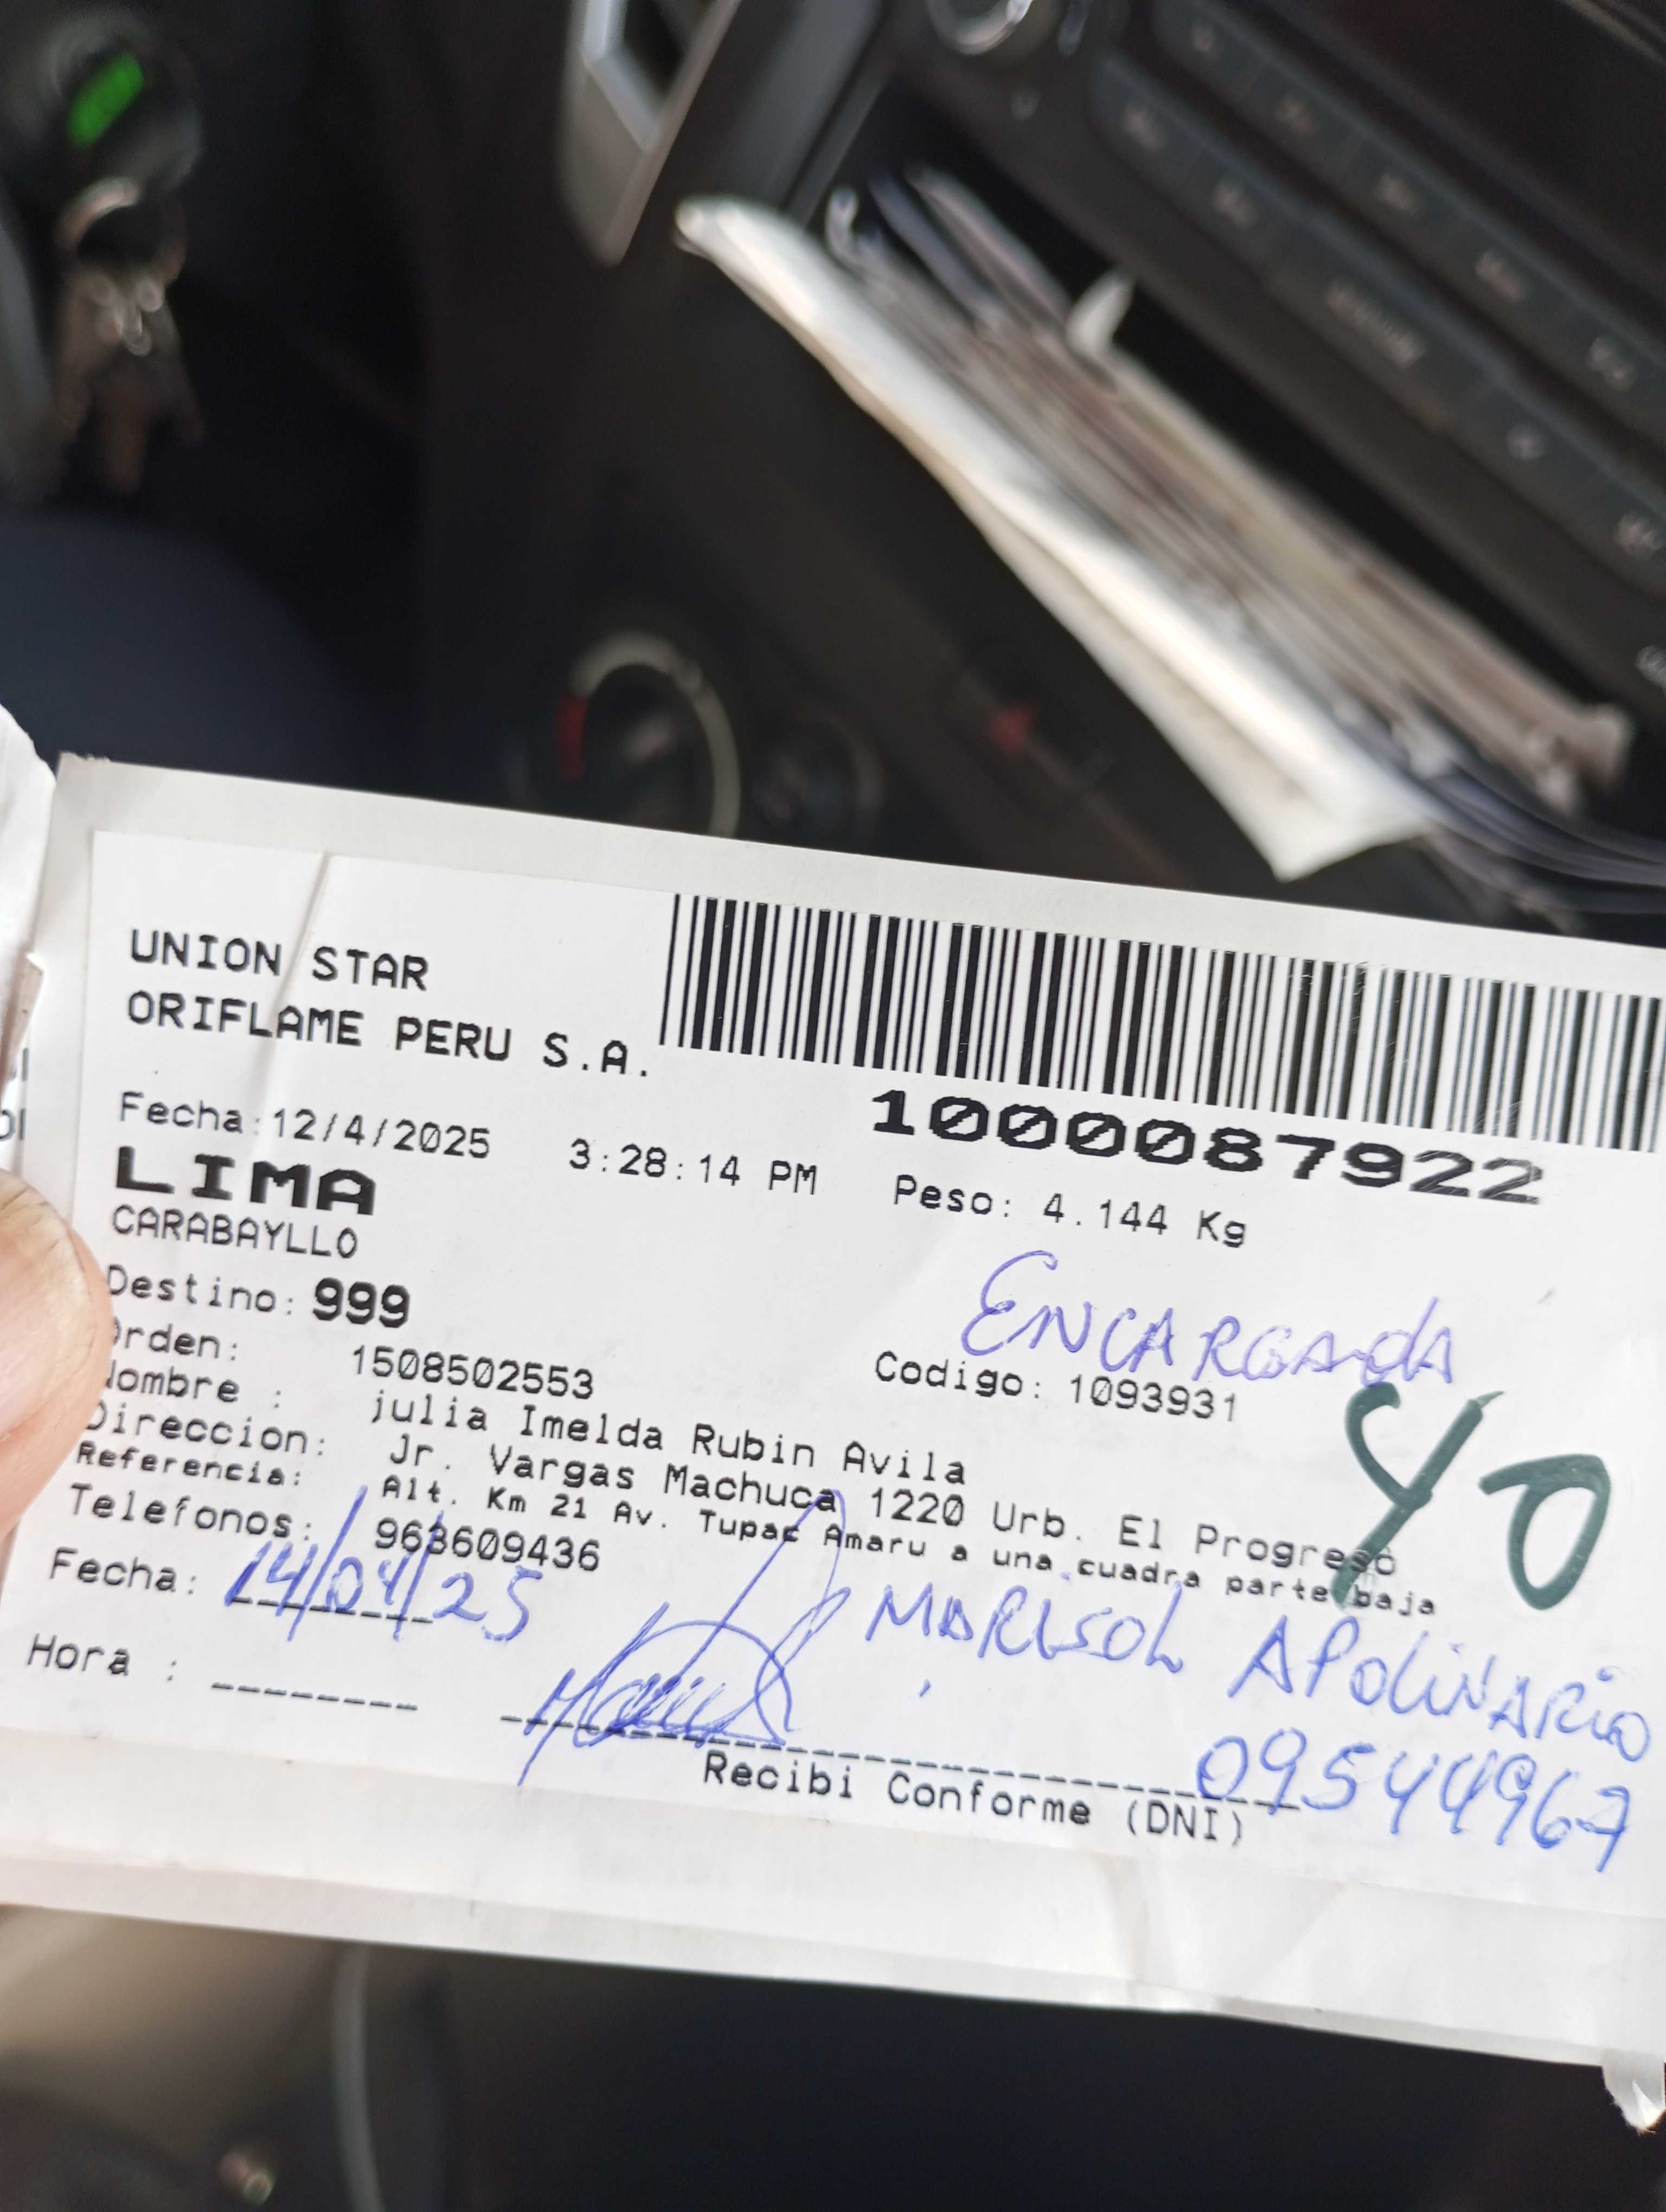 UNION STAR
ORIFLAME PERU S.A.
1000087922
Fecha:12/4/2025 3:28:14 PM Peso: 4.144 Kg
LIMA
CARABAYLLO
Destino: 999
ENCARGADA
Orden: 1508502553 Codigo: 1093931
Nombre : julia Imelda Rubin Avila
40
Direccion: Jr. Vargas Machuca 1220 Urb. El Progreso
Referencia: Alt. Km 21 Av. Tupac Amaru a una cuadra parte baja
Telefonos: 963609436
Fecha: 14/04/25
MARISOL APOLINARIO
Hora :
09544967
Recibi Conforme (DNI)